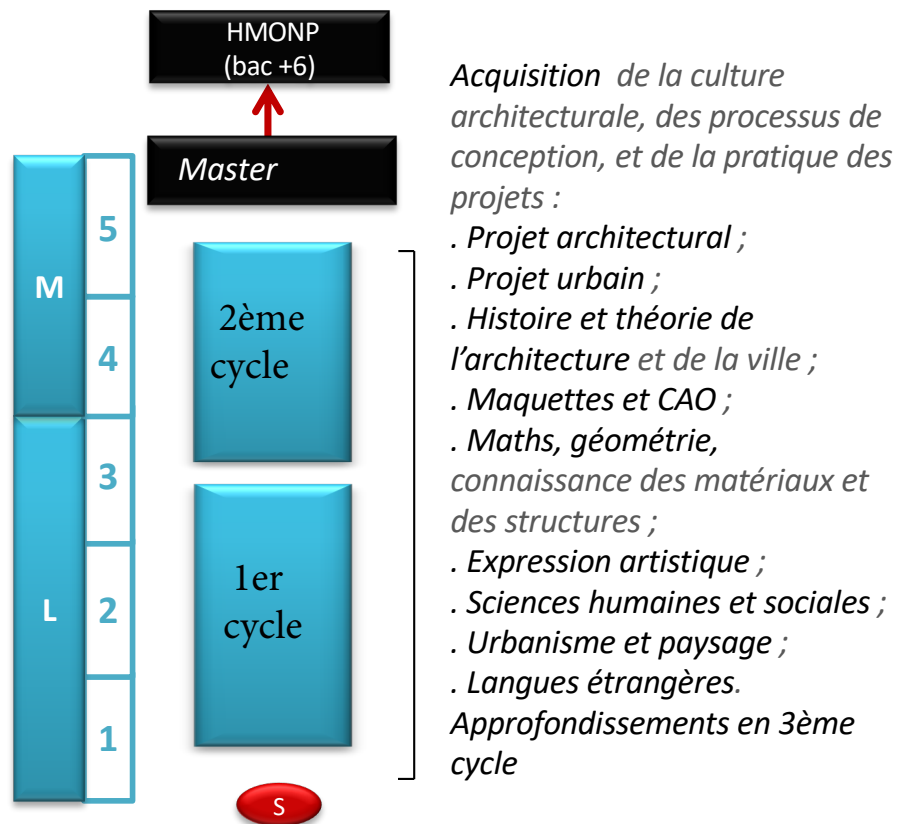 HMONP
(bac +6)
Master
M
L
5
4
3
2
1
2ème
cycle
1er
cycle
S
Acquisition de la culture
architecturale, des processus de
conception, et de la pratique des
projets :
. Projet architectural ;
. Projet urbain ;
. Histoire et théorie de
l’architecture et de la ville ;
. Maquettes et CAO ;
. Maths, géométrie,
connaissance des matériaux et
des structures ;
. Expression artistique ;
. Sciences humaines et sociales ;
. Urbanisme et paysage ;
. Langues étrangères.
Approfondissements en 3ème
cycle